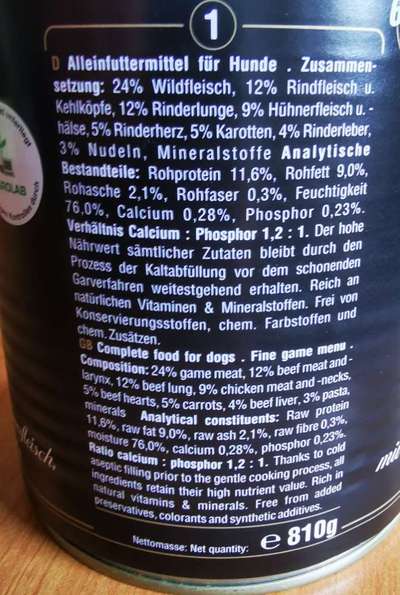 1
D Alleinfuttermittel für Hunde . Zusammen-
setzung: 24% Wildfleisch, 12% Rindfleisch u.
Kehlköpfe, 12% Rinderlunge, 9% Hühnerfleisch u. -
hälse, 5% Rinderherz, 5% Karotten, 4% Rinderleber,
3% Nudeln, Mineralstoffe Analytische
Bestandteile: Rohprotein 11,6%, Rohfett 9,0%,
Rohasche 2,1%, Rohfaser 0,3%, Feuchtigkeit
76,0%, Calcium 0,28%, Phosphor 0,23%.
Verhältnis Calcium : Phosphor 1,2 : 1. Der hohe
Nährwert sämtlicher Zutaten bleibt durch den
Prozess der Kaltabfüllung vor dem schonenden
Garverfahren weitestgehend erhalten. Reich an
natürlichen Vitaminen & Mineralstoffen. Frei von
Konservierungsstoffen, chem. Farbstoffen und
chem. Zusätzen.
GB Complete food for dogs . Fine game menu .
Composition: 24% game meat, 12% beef meat and -
larynx, 12% beef lung, 9% chicken meat and -necks,
5% beef hearts, 5% carrots, 4% beef liver, 3% pasta,
minerals Analytical constituents: Raw protein
11,6%, raw fat 9,0%, raw ash 2,1%, raw fibre 0,3%,
moisture 76,0%, calcium 0,28%, phosphor 0,23%.
Ratio calcium : phosphor 1,2 : 1. Thanks to cold
aseptic filling prior to the gentle cooking process, all
ingredients retain their high nutrient value. Rich in
natural vitamins & minerals. Free from added
preservatives, colorants and synthetic additives.
Nettomasse: Net quantity: e 810g